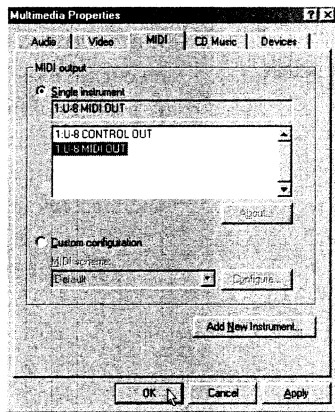 Multimedia Properties
Audio Video MIDI CD Music Devices
MIDI output
Single instrument
1:U-8 MIDI OUT
1:U-8 CONTROL OUT
1:U-8 MIDI OUT
About...
Custom configuration
MIDI scheme:
Default Configure...
Add New Instrument...
OK Cancel Apply